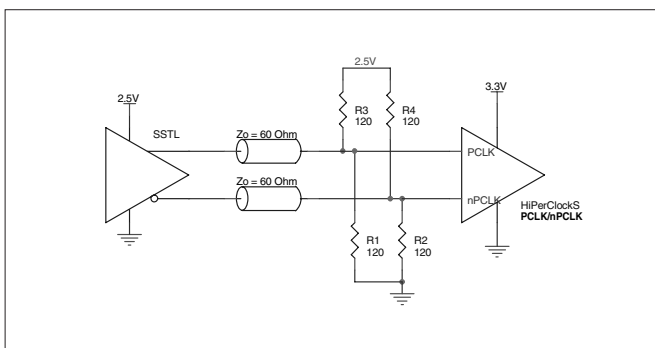 2.5V
3.3V
2.5V
R3
120
R4
120
SSTL
Zo = 60 Ohm
PCLK
Zo = 60 Ohm
nPCLK
HiPerClockS
PCLK/nPCLK
R1
120
R2
120